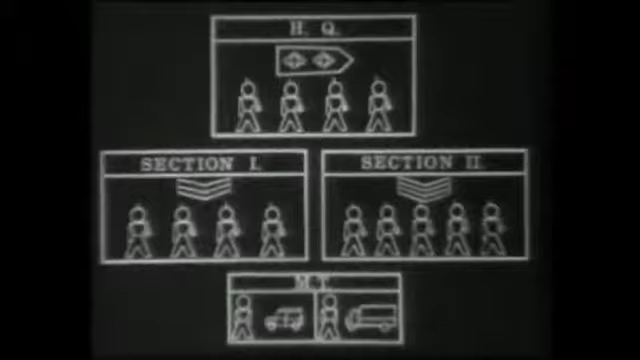 H. Q.
SECTION I.
SECTION II.
M.T.